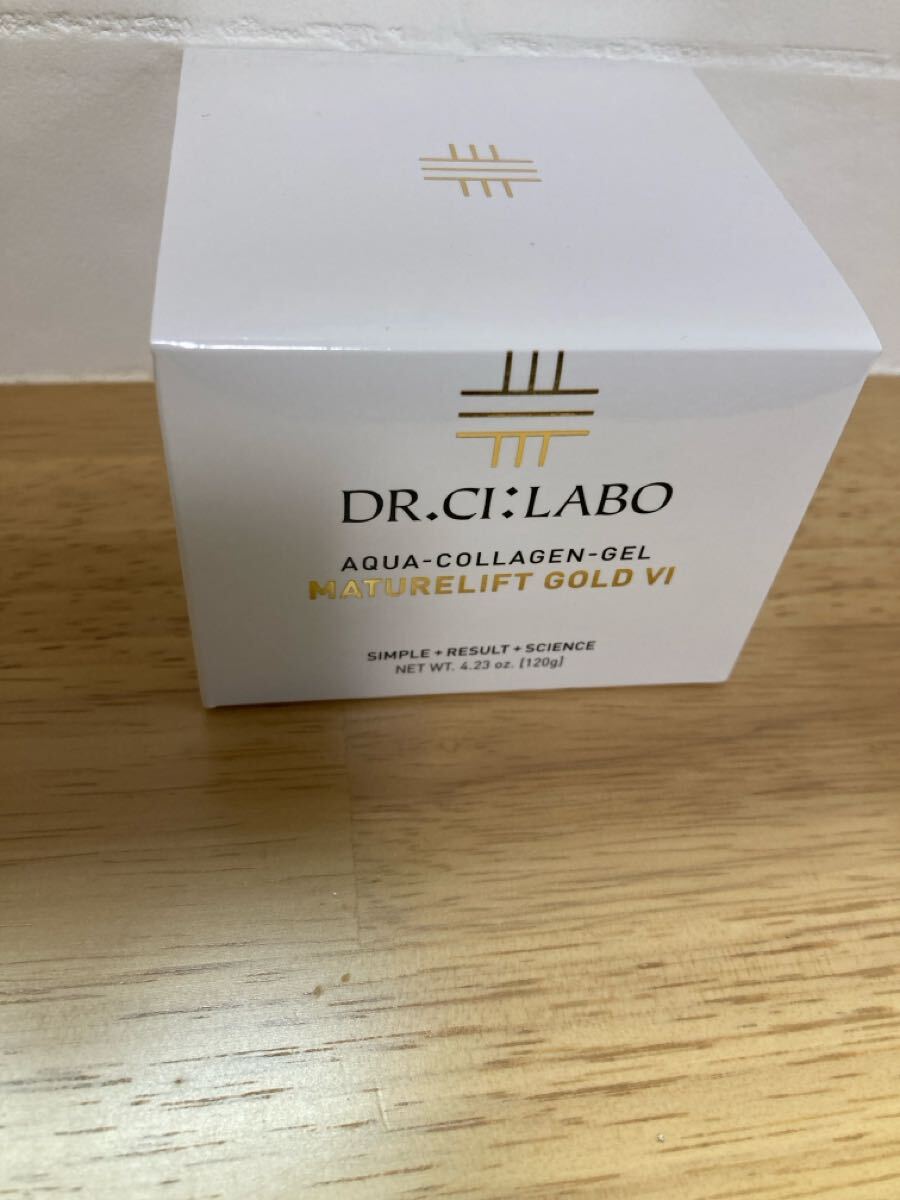 DR.CI:LABO
AQUA-COLLAGEN-GEL
MATURELIFT GOLD VI
SIMPLE + RESULT + SCIENCE
NET WT. 4.23 oz. [120g]